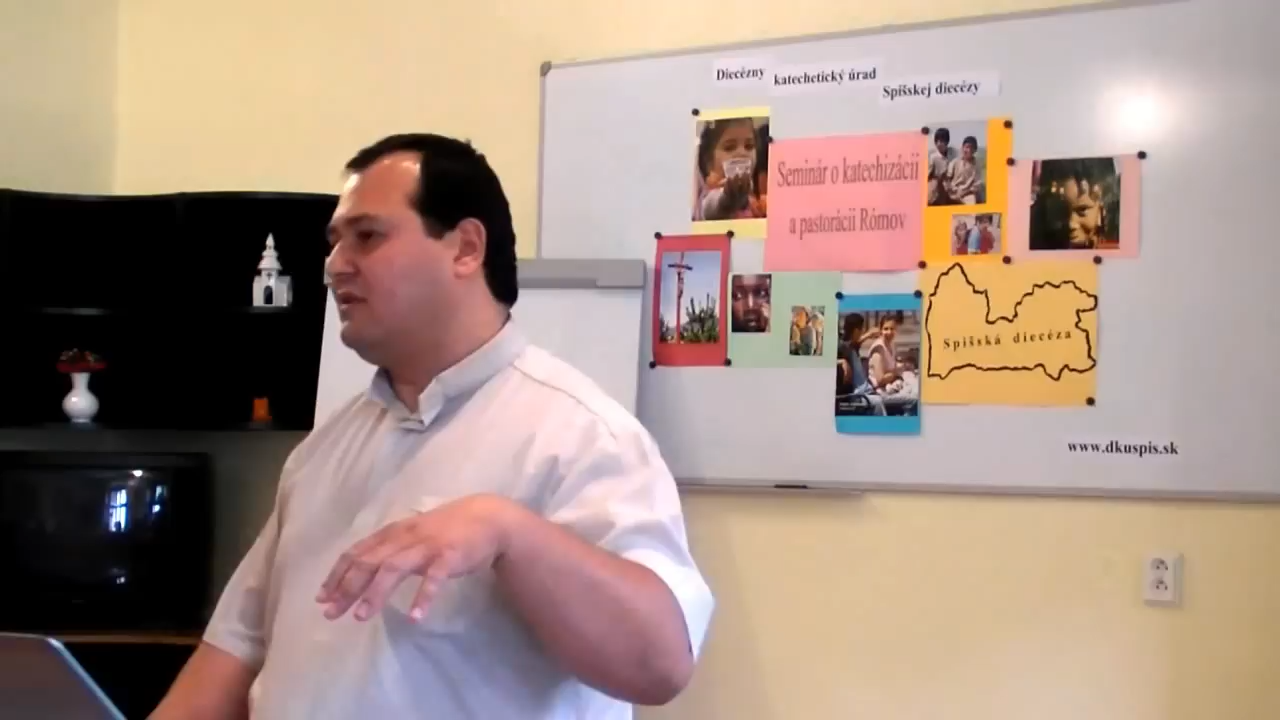 Diecézny katechetický úrad
Spišskej diecézy
Seminár o katechizácii
a pastorácii Rómov
Spišská diecéza
www.dkuspis.sk